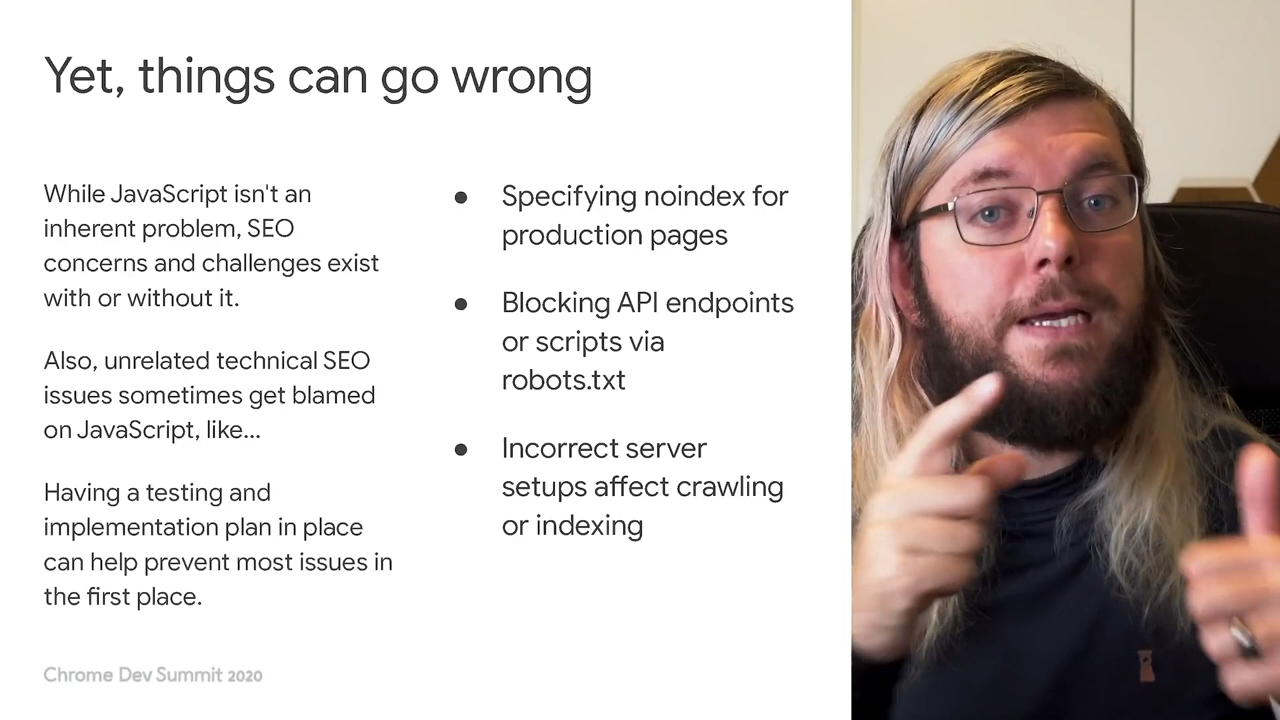 Yet, things can go wrong
While JavaScript isn't an
inherent problem, SEO
concerns and challenges exist
with or without it.
Also, unrelated technical SEO
issues sometimes get blamed
on JavaScript, like...
Having a testing and
implementation plan in place
can help prevent most issues in
the first place.
● Specifying noindex for
production pages
● Blocking API endpoints
or scripts via
robots.txt
● Incorrect server
setups affect crawling
or indexing
Chrome Dev Summit 2020